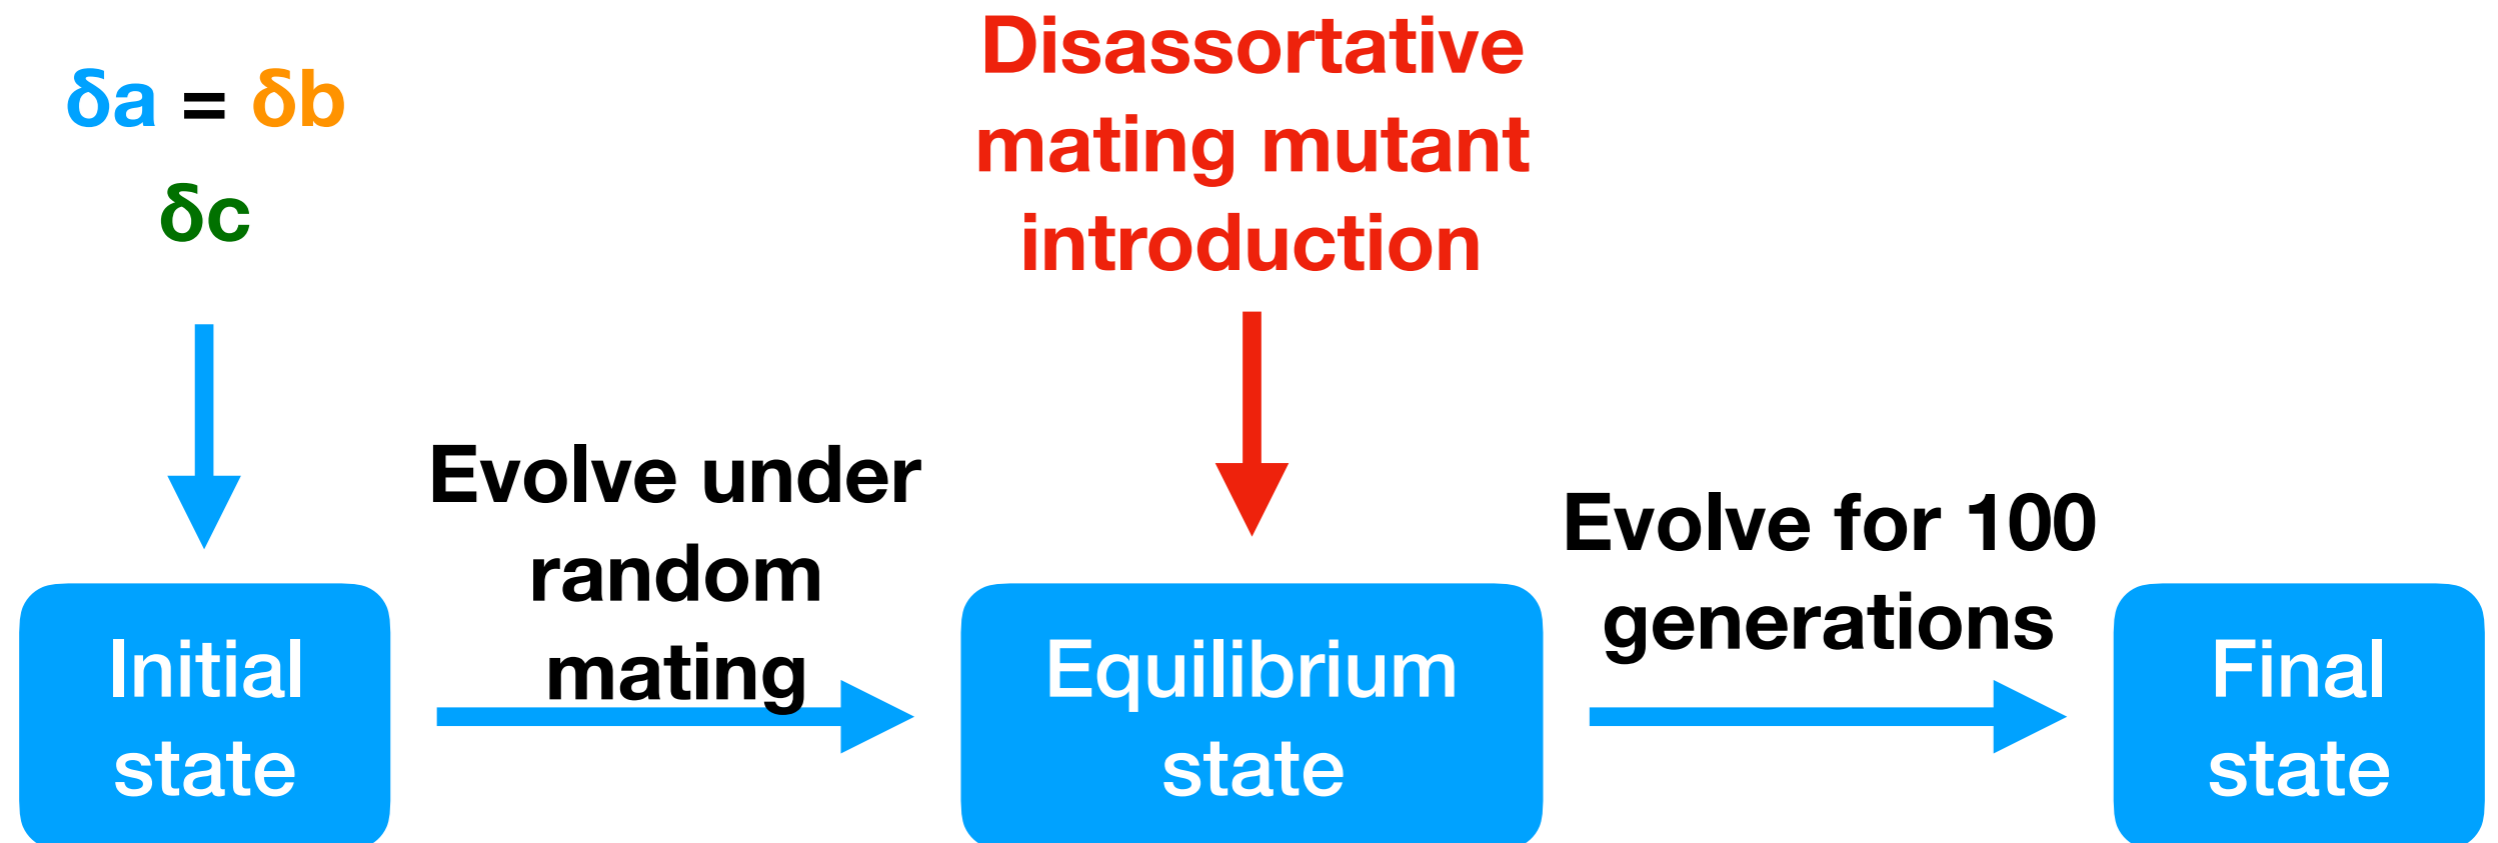 δa = δb
δc
Disassortative
mating mutant
introduction
Evolve under
random
mating
Evolve for 100
generations
Initial
state
Equilibrium
state
Final
state